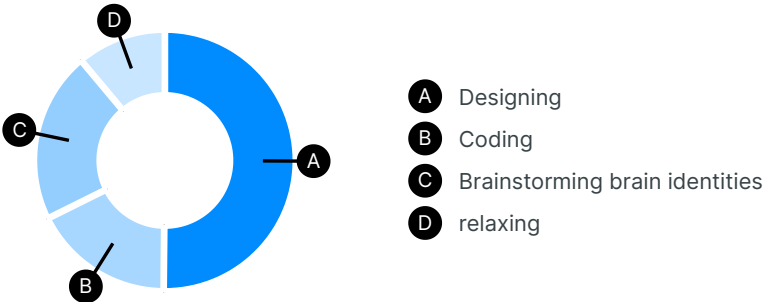 D
C
A
B
A Designing
B Coding
C Brainstorming brain identities
D relaxing